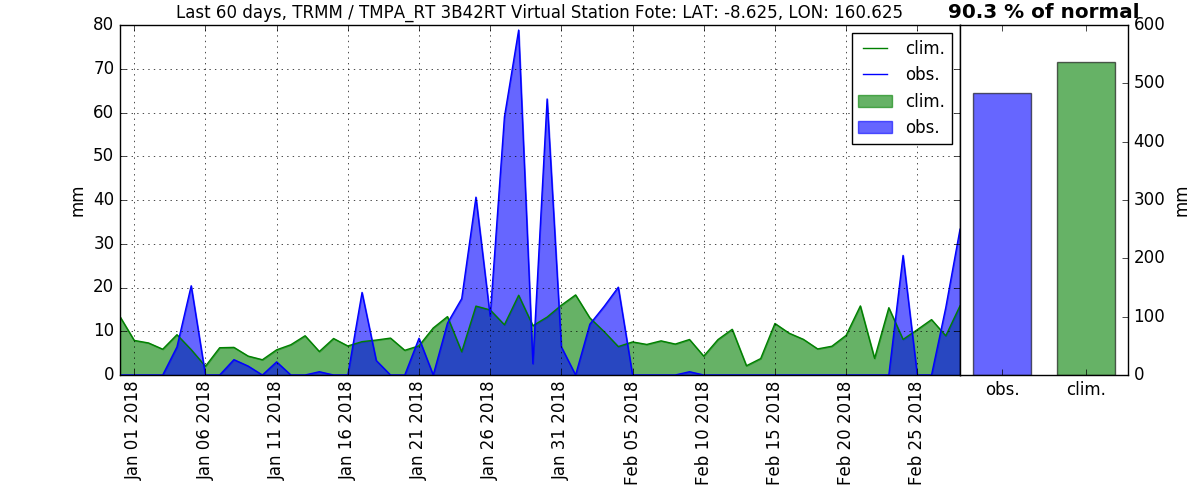 Last 60 days, TRMM / TMPA_RT 3B42RT Virtual Station Fote: LAT: -8.625, LON: 160.625
90.3 % of normal
80
70
60
50
40
30
20
10
0
mm
clim.
obs.
clim.
obs.
600
500
400
300
200
100
0
mm
obs.
clim.
Jan 01 2018
Jan 06 2018
Jan 11 2018
Jan 16 2018
Jan 21 2018
Jan 26 2018
Jan 31 2018
Feb 05 2018
Feb 10 2018
Feb 15 2018
Feb 20 2018
Feb 25 2018